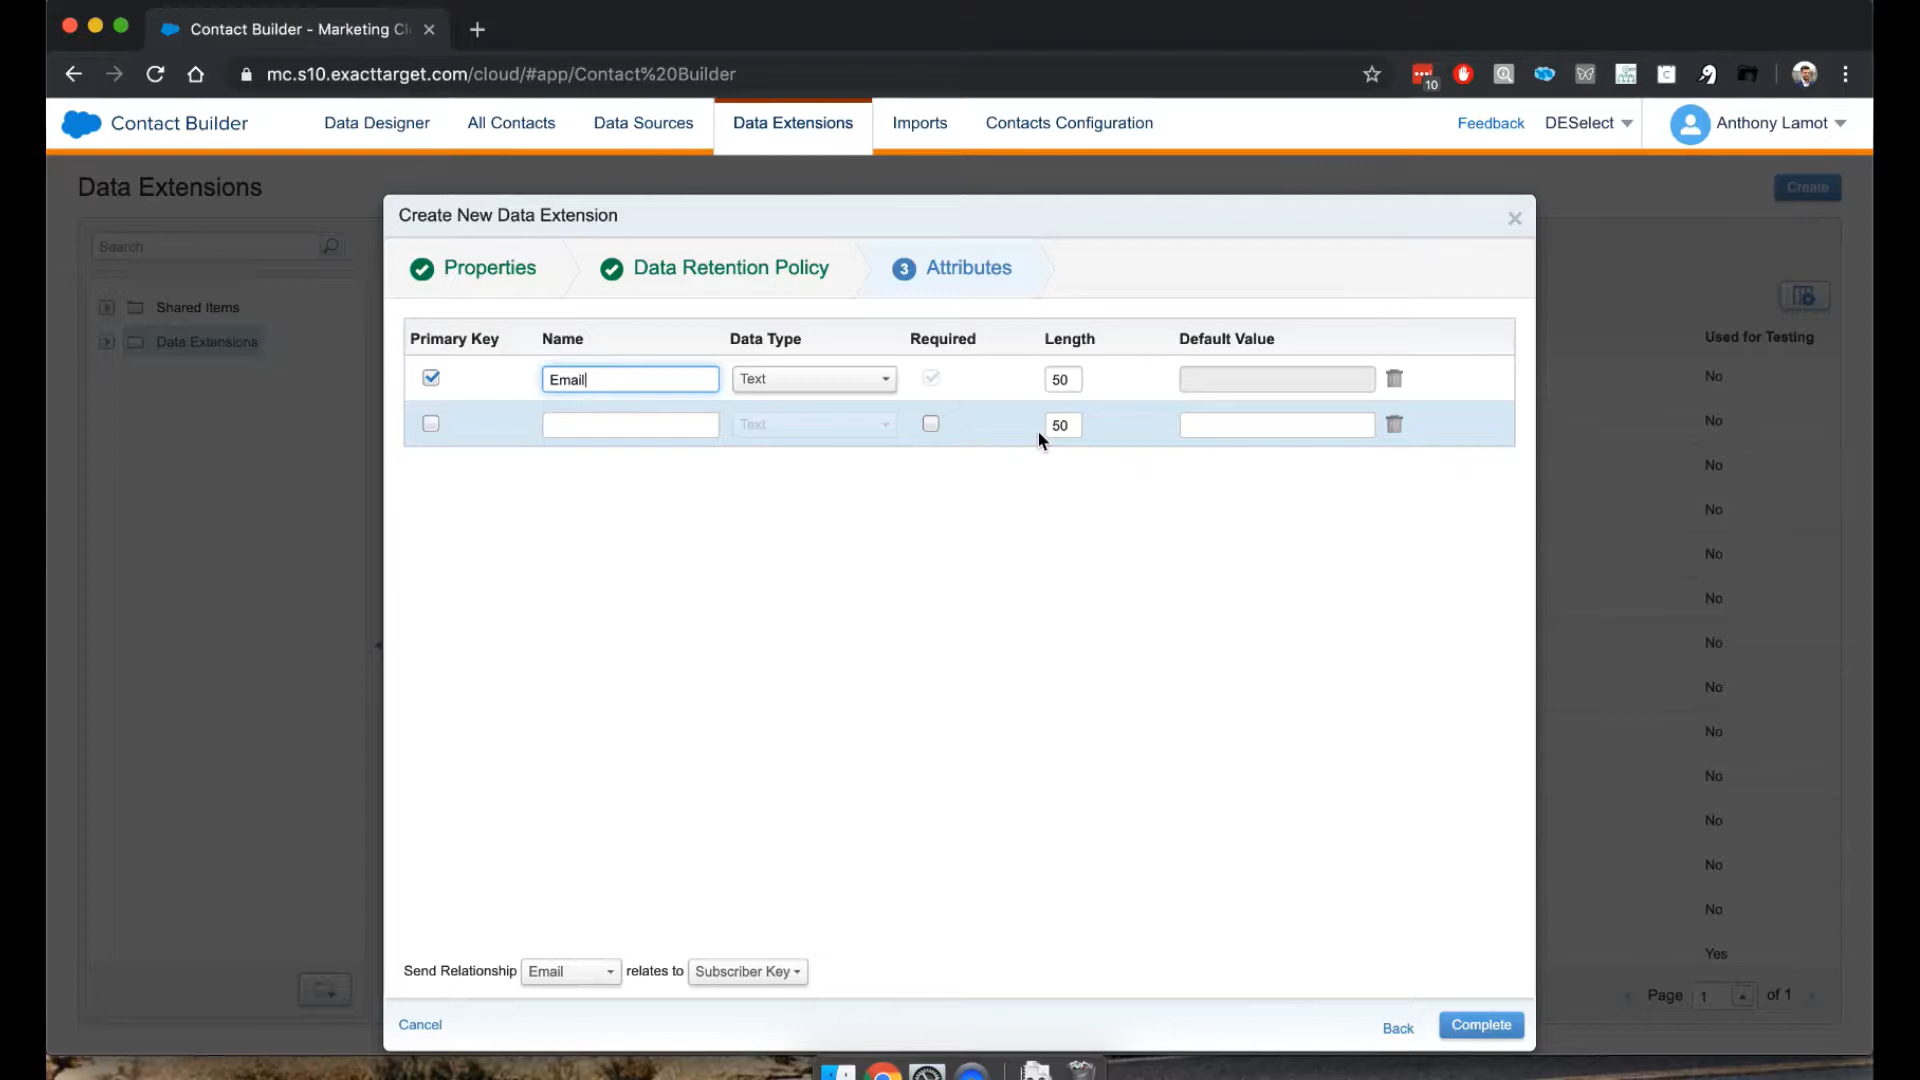 Contact Builder - Marketing Cl
mc.s10.exacttarget.com/cloud/#app/Contact%20Builder
10
Contact Builder
Data Designer
All Contacts
Data Sources
Data Extensions
Imports
Contacts Configuration
Feedback
DESelect
Anthony Lamot
Data Extensions
Create
Search
Shared Items
Data Extensions
Create New Data Extension
Properties
Data Retention Policy
3 Attributes
Primary Key Name Data Type Required Length Default Value
Email Text 50
Text 50
Used for Testing
No
No
No
No
No
No
No
No
No
No
No
No
No
Yes
Page 1 of 1
Send Relationship Email relates to Subscriber Key
Cancel
Back
Complete